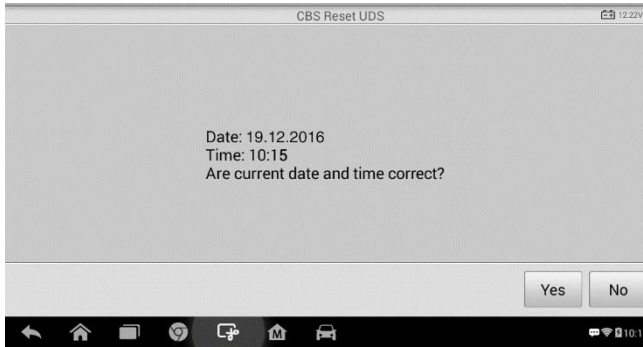 CBS Reset UDS
12.22V
Date: 19.12.2016
Time: 10:15
Are current date and time correct?
Yes
No
M